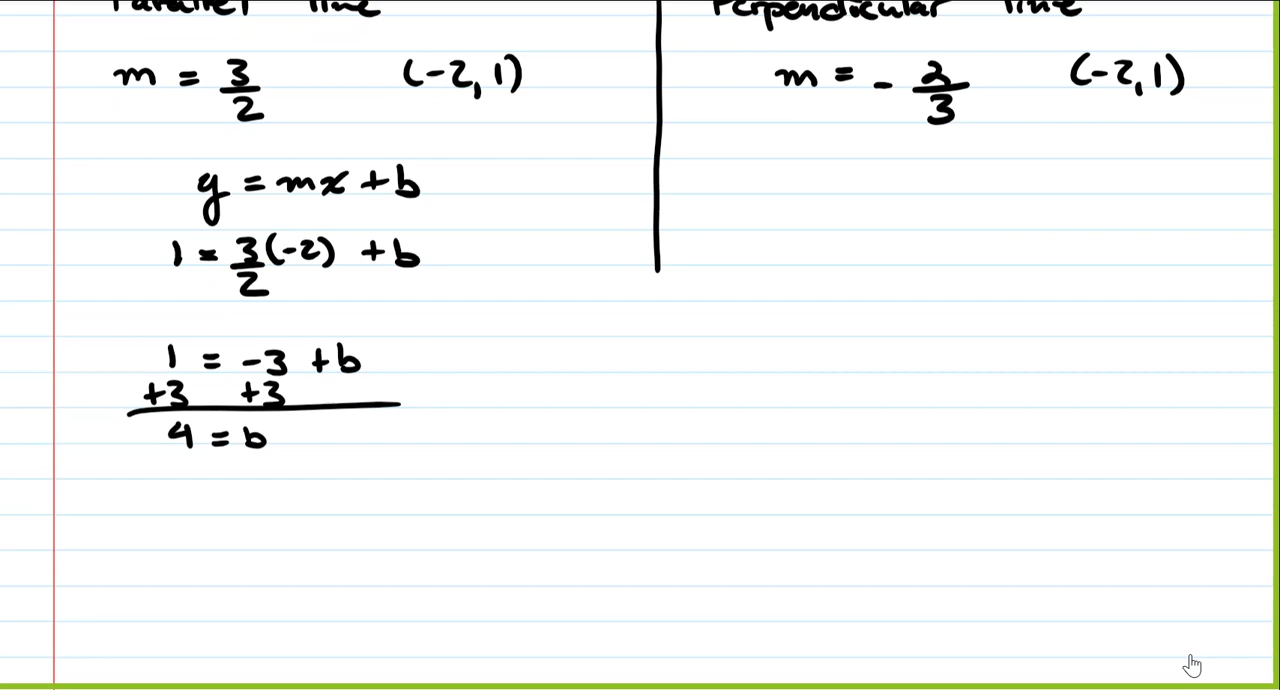 Parallel line
m = 3/2 (-2, 1)
y = mx + b
1 = 3/2 (-2) + b
1 = -3 + b
+3 +3
4 = b
Perpendicular line
m = - 2/3 (-2, 1)